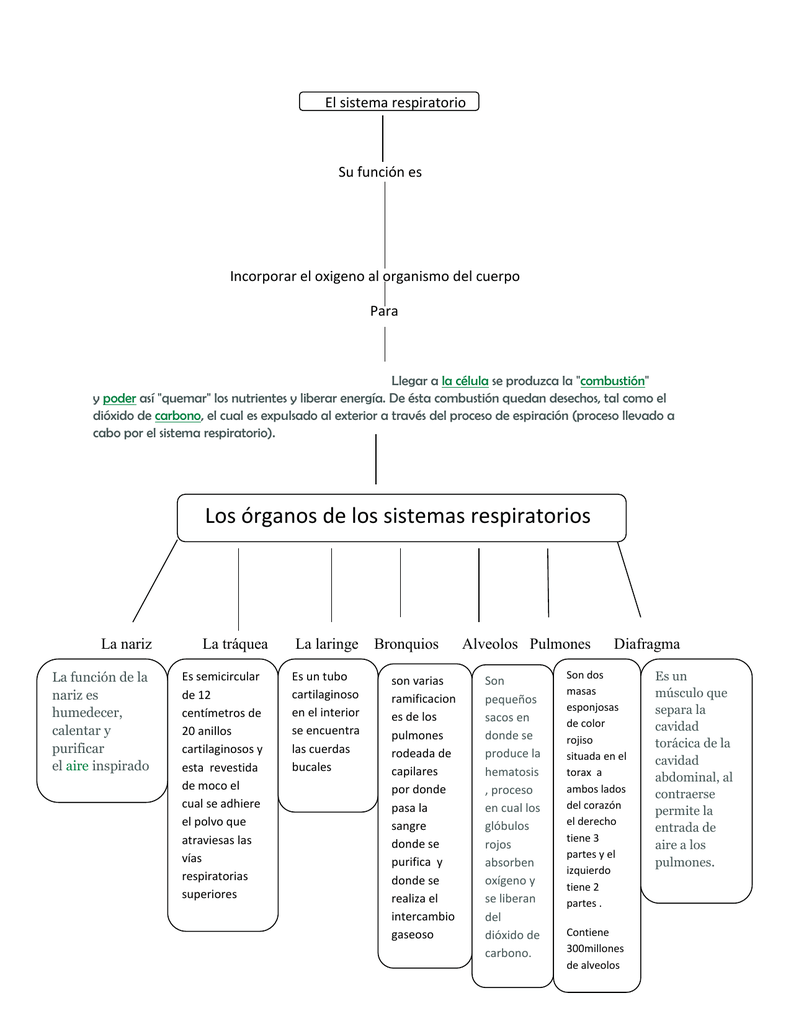 El sistema respiratorio
Su función es
Incorporar el oxigeno al organismo del cuerpo
Para
Llegar a la célula se produzca la "combustión"
y poder así "quemar" los nutrientes y liberar energía. De ésta combustión quedan desechos, tal como el
dióxido de carbono, el cual es expulsado al exterior a través del proceso de espiración (proceso llevado a
cabo por el sistema respiratorio).
Los órganos de los sistemas respiratorios
La nariz
La función de la
nariz es
humedecer,
calentar y
purificar
el aire inspirado
La tráquea
Es semicircular
de 12
centímetros de
20 anillos
cartilaginosos y
esta revestida
de moco el
cual se adhiere
el polvo que
atraviesas las
vías
respiratorias
superiores
La laringe
Es un tubo
cartilaginoso
en el interior
se encuentra
las cuerdas
bucales
Bronquios
son varias
ramificacion
es de los
pulmones
rodeada de
capilares
por donde
pasa la
sangre
donde se
purifica y
donde se
realiza el
intercambio
gaseoso
Alveolos
Son
pequeños
sacos en
donde se
produce la
hematosis
, proceso
en cual los
glóbulos
rojos
absorben
oxígeno y
se liberan
del
dióxido de
carbono.
Pulmones
Son dos
masas
esponjosas
de color
rojiso
situada en el
torax a
ambos lados
del corazón
el derecho
tiene 3
partes y el
izquierdo
tiene 2
partes .
Contiene
300millones
de alveolos
Diafragma
Es un
músculo que
separa la
cavidad
torácica de la
cavidad
abdominal, al
contraerse
permite la
entrada de
aire a los
pulmones.